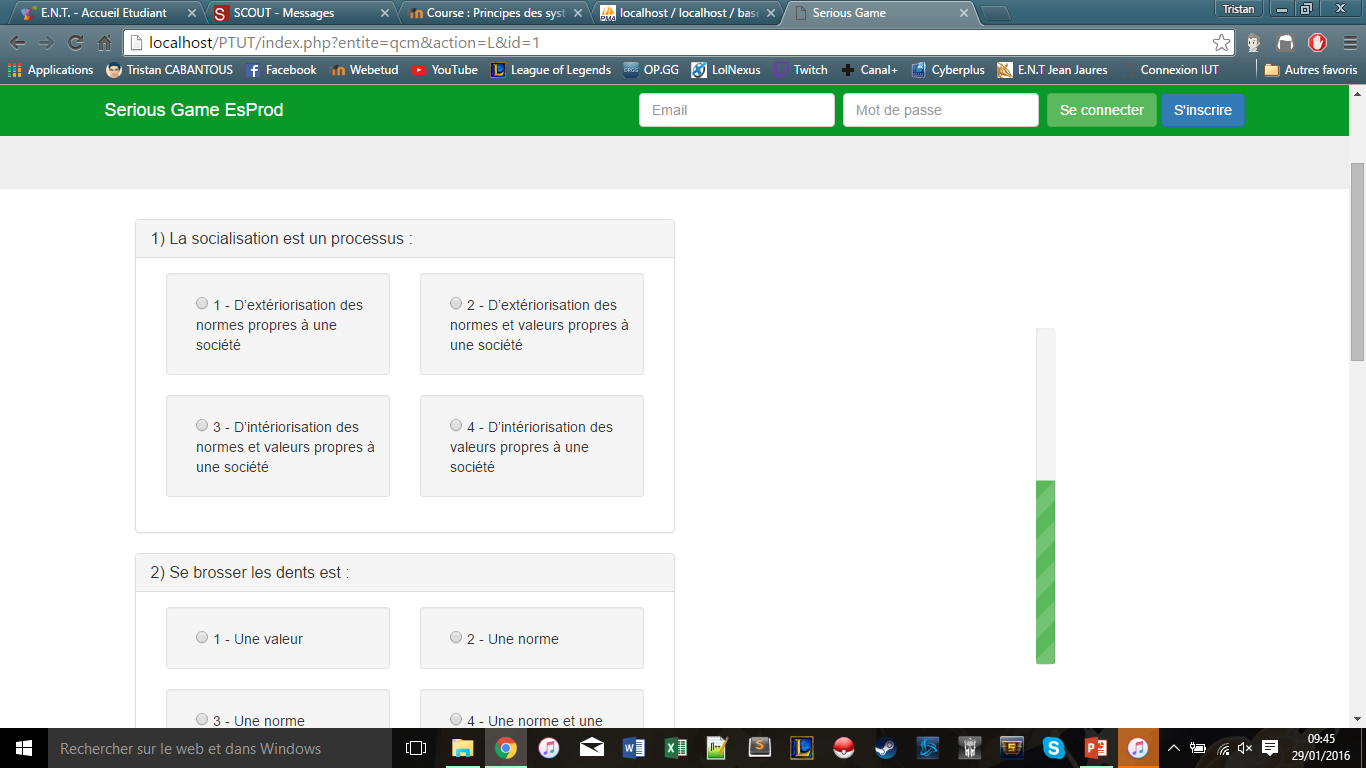 E.N.T. - Accueil Etudiant
SCOUT - Messages
Course : Principes des syst
localhost / localhost / base
Serious Game
Tristan
localhost/PTUT/index.php?entite=qcm&action=L&id=1
Applications
Tristan CABANTOUS
Facebook
Webetud
YouTube
League of Legends
OP.GG
LolNexus
Twitch
Canal+
Cyberplus
E.N.T Jean Jaures
Connexion IUT
Autres favoris
Serious Game EsProd
Email
Mot de passe
Se connecter
S'inscrire
1) La socialisation est un processus :
1 - D'extériorisation des
normes propres à une
société
2 - D'extériorisation des
normes et valeurs propres à
une société
3 - D'intériorisation des
normes et valeurs propres à
une société
4 - D'intériorisation des
valeurs propres à une
société
2) Se brosser les dents est :
1 - Une valeur
2 - Une norme
3 - Une norme
4 - Une norme et une
Rechercher sur le web et dans Windows
09:45
29/01/2016